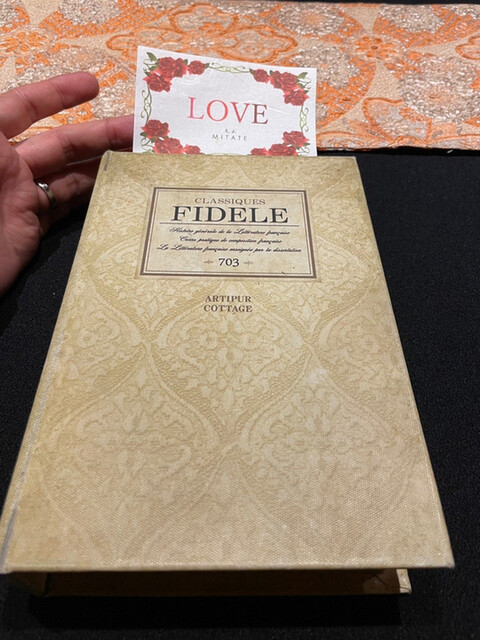 LOVE
MITATE
CLASSIQUES
FIDELE
Histoire générale de la Littérature française
Cours pratique de composition française
La Littérature française enseignée par la dissertation
703
ARTIPUR
COTTAGE